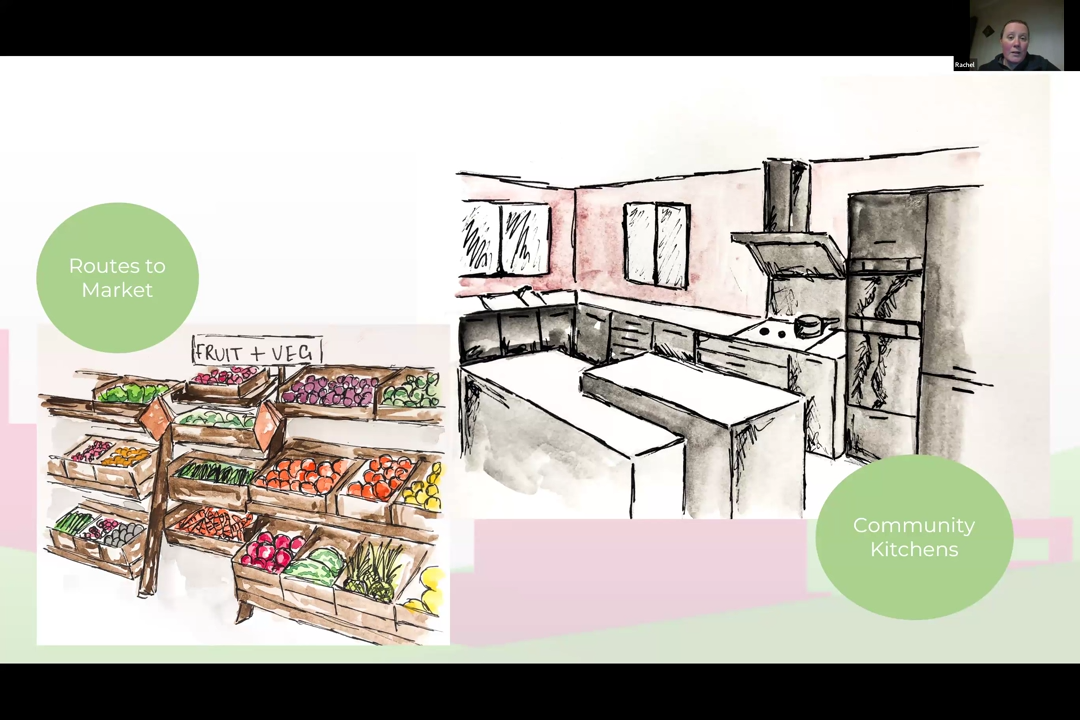 Rachel
Routes to
Market
FRUIT + VEG
Community
Kitchens